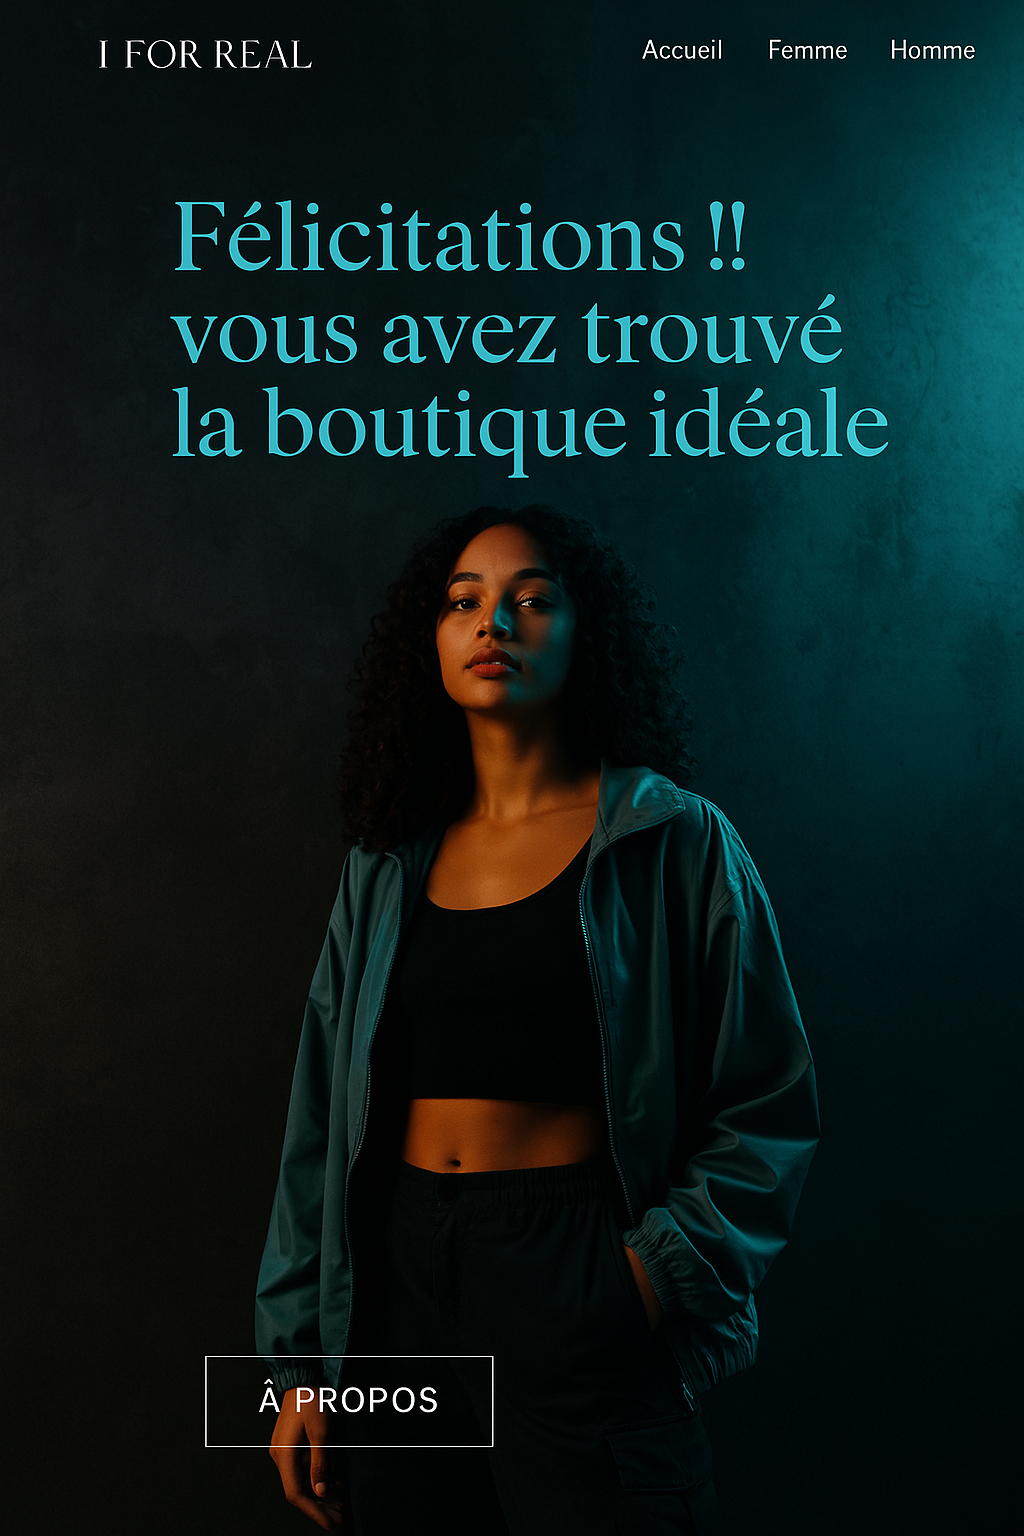 I FOR REAL
Accueil Femme Homme
Félicitations !!
vous avez trouvé
la boutique idéale
Â PROPOS